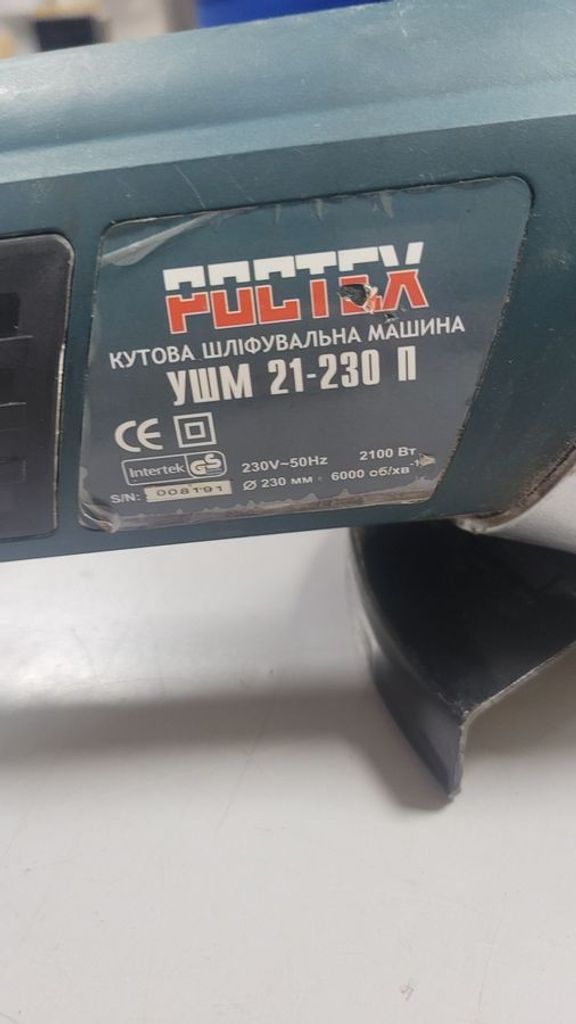 РОСТЕХ
КУТОВА ШЛІФУВАЛЬНА МАШИНА
УШМ 21-230 П
CE
Intertek GS
230V~50Hz 2100 Вт
S/N: 008191 Ø 230 мм 6000 об/хв⁻¹